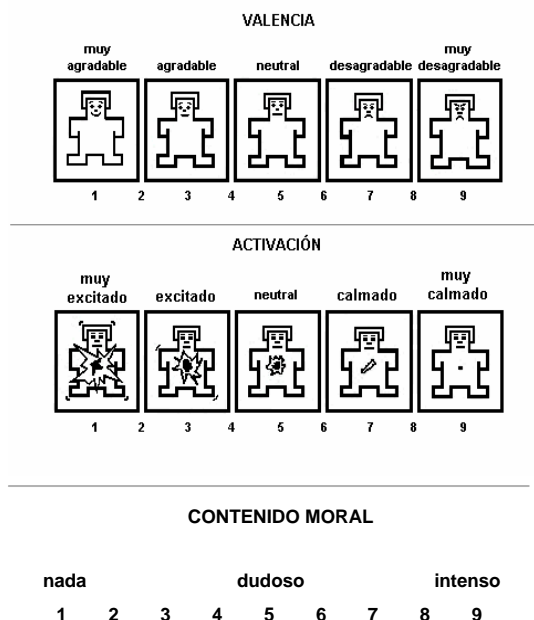 VALENCIA
muy agradable agradable neutral desagradable muy desagradable
1 2 3 4 5 6 7 8 9
ACTIVACIÓN
muy excitado excitado neutral calmado muy calmado
1 2 3 4 5 6 7 8 9
CONTENIDO MORAL
nada dudoso intenso
1 2 3 4 5 6 7 8 9